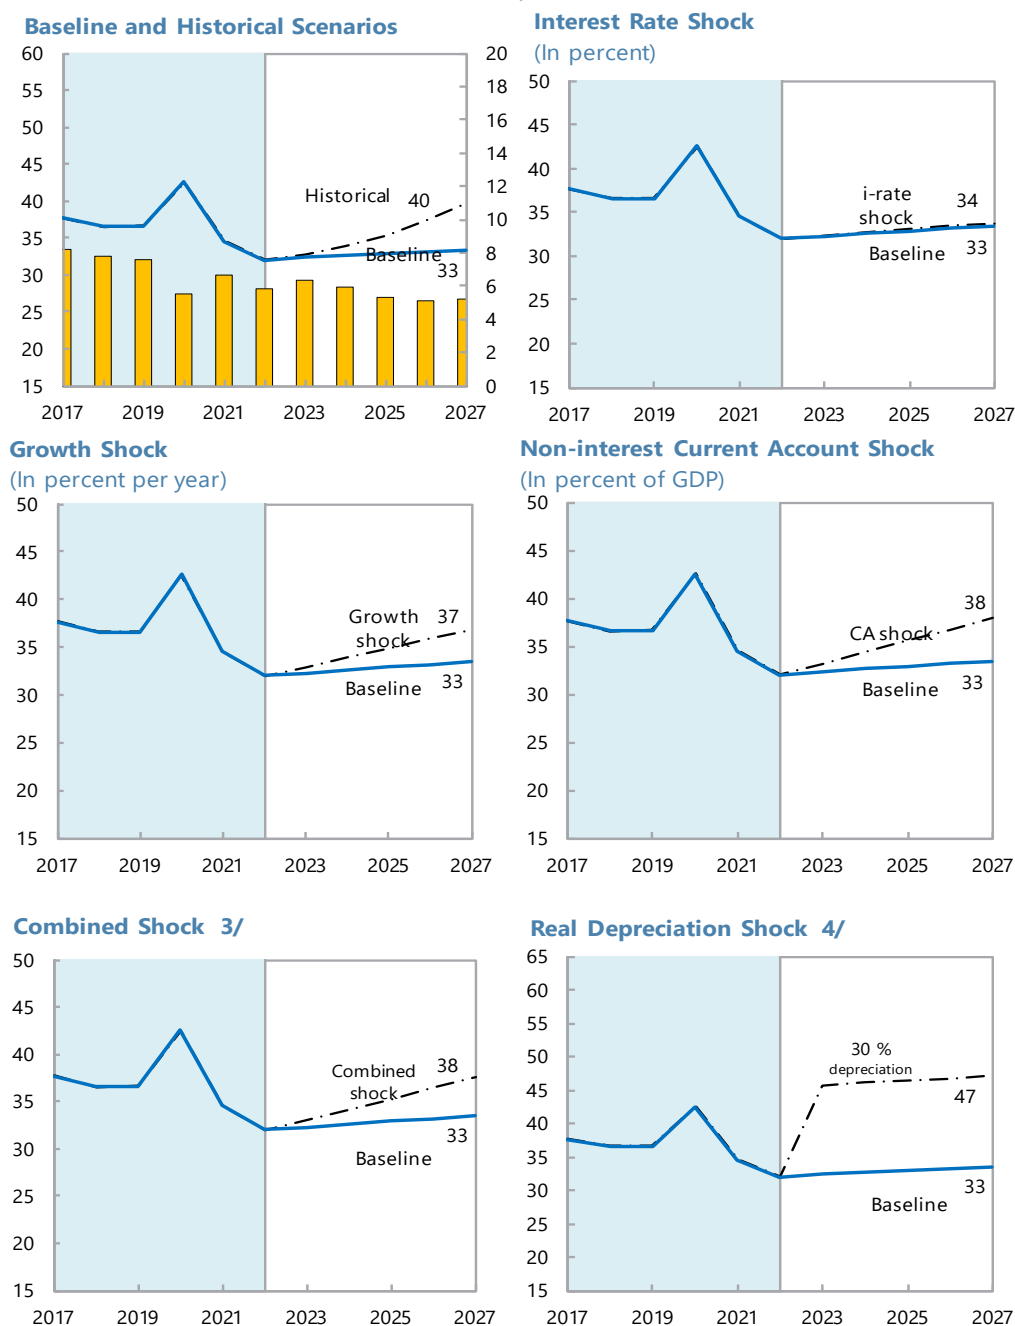 Baseline and Historical Scenarios
60
55
50
45
40
35
30
25
20
15
20
18
16
14
12
10
8
6
4
2
0
Historical 40
Baseline
33
2017 2019 2021 2023 2025 2027
Interest Rate Shock
(In percent)
50
45
40
35
30
25
20
15
i-rate
shock
34
Baseline 33
2017 2019 2021 2023 2025 2027
Growth Shock
(In percent per year)
50
45
40
35
30
25
20
15
Growth
shock
37
Baseline 33
2017 2019 2021 2023 2025 2027
Non-interest Current Account Shock
(In percent of GDP)
50
45
40
35
30
25
20
15
38
CA shock
Baseline 33
2017 2019 2021 2023 2025 2027
Combined Shock 3/
50
45
40
35
30
25
20
15
Combined
shock
38
33
Baseline
2017 2019 2021 2023 2025 2027
Real Depreciation Shock 4/
65
60
55
50
45
40
35
30
25
20
15
30 %
depreciation
47
33
Baseline
2017 2019 2021 2023 2025 2027